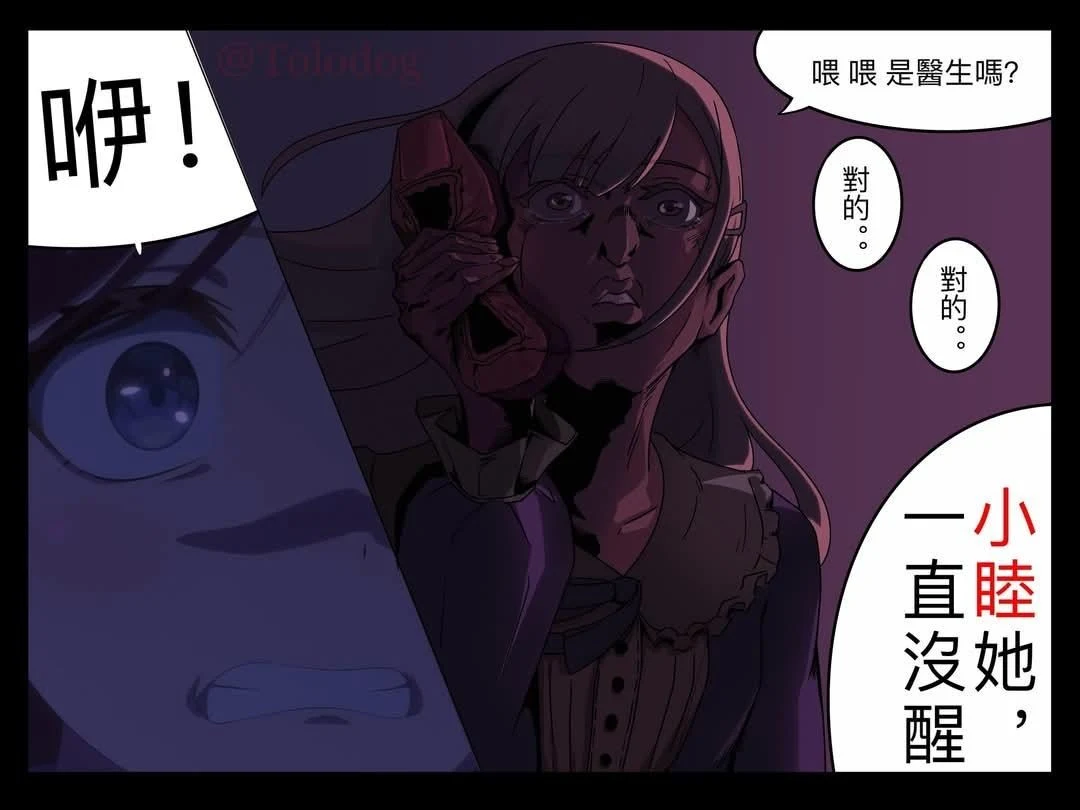 @Tolodog
咿！
喂 喂 是醫生嗎?
對的。。
對的。。
小睦她，
一直沒醒